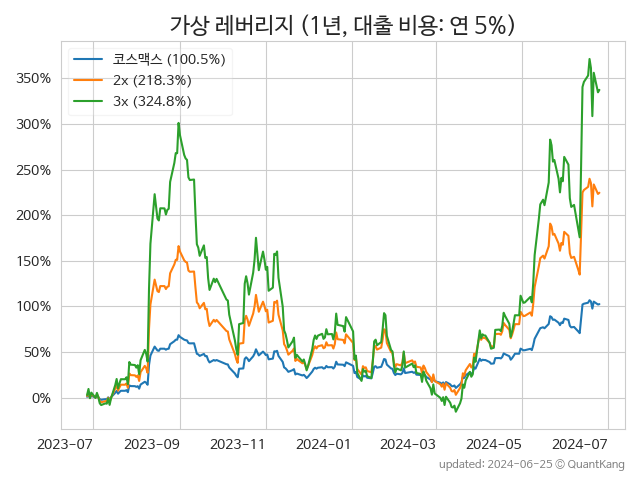 가상 레버리지 (1년, 대출 비용: 연 5%)
코스맥스 (100.5%)
2x (218.3%)
3x (324.8%)
350%
300%
250%
200%
150%
100%
50%
0%
2023-07 2023-09 2023-11 2024-01 2024-03 2024-05 2024-07
updated: 2024-06-25 © QuantKang